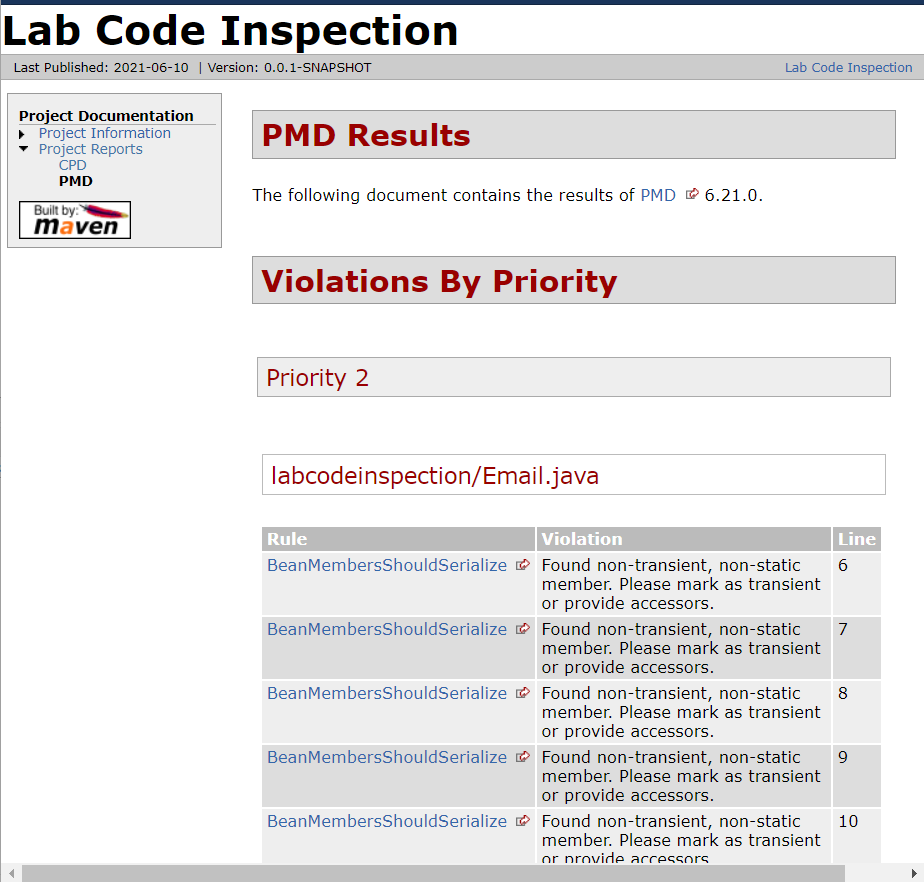 Lab Code Inspection
Last Published: 2021-06-10 | Version: 0.0.1-SNAPSHOT
Lab Code Inspection
Project Documentation
Project Information
Project Reports
CPD
PMD
Built by:
maven
PMD Results
The following document contains the results of PMD 6.21.0.
Violations By Priority
Priority 2
labcodeinspection/Email.java
Rule Violation Line
BeanMembersShouldSerialize Found non-transient, non-static 6
member. Please mark as transient
or provide accessors.
BeanMembersShouldSerialize Found non-transient, non-static 7
member. Please mark as transient
or provide accessors.
BeanMembersShouldSerialize Found non-transient, non-static 8
member. Please mark as transient
or provide accessors.
BeanMembersShouldSerialize Found non-transient, non-static 9
member. Please mark as transient
or provide accessors.
BeanMembersShouldSerialize Found non-transient, non-static 10
member. Please mark as transient
or provide accessors.